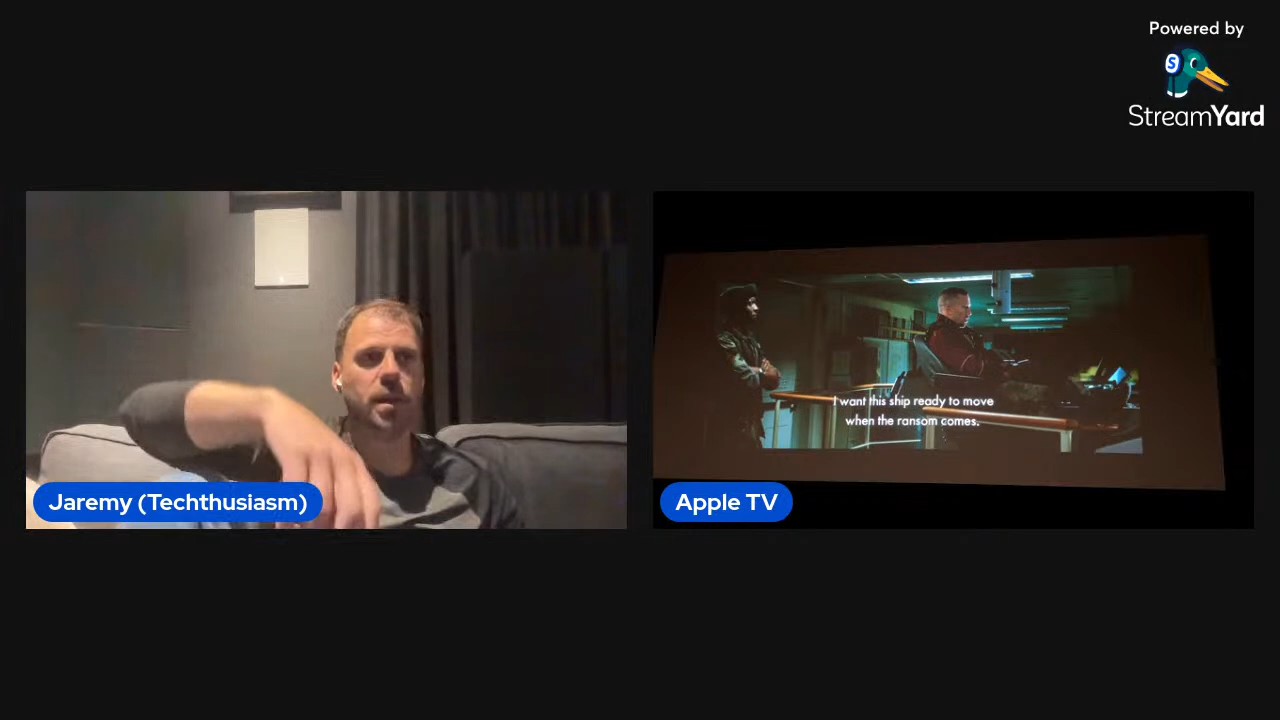 Powered by
S
StreamYard
I want this ship ready to move
when the ransom comes.
Jaremy (Techthusiasm)
Apple TV